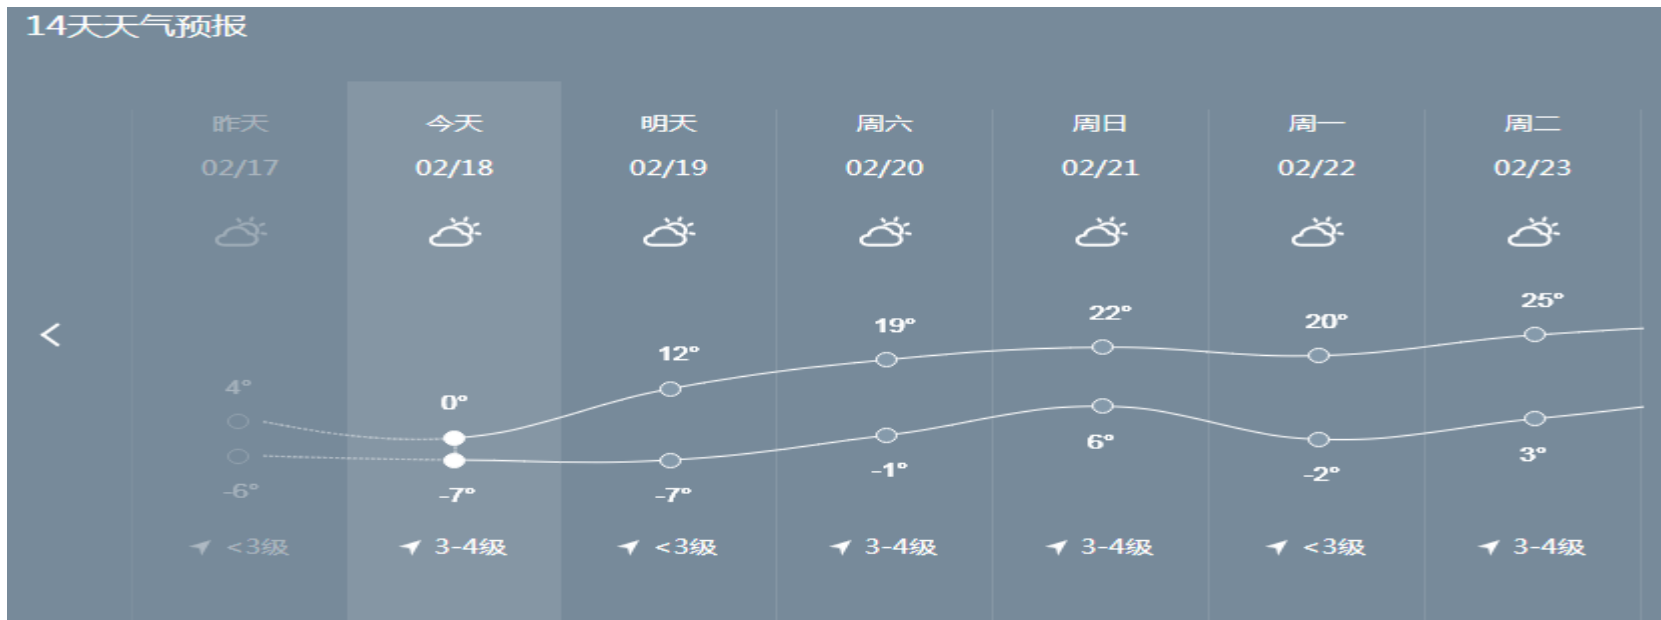 14天天气预报
昨天 今天 明天 周六 周日 周一 周二
02/17 02/18 02/19 02/20 02/21 02/22 02/23
4° 0° 12° 19° 22° 20° 25°
-6° -7° -7° -1° 6° -2° 3°
<3级 3-4级 <3级 3-4级 3-4级 <3级 3-4级